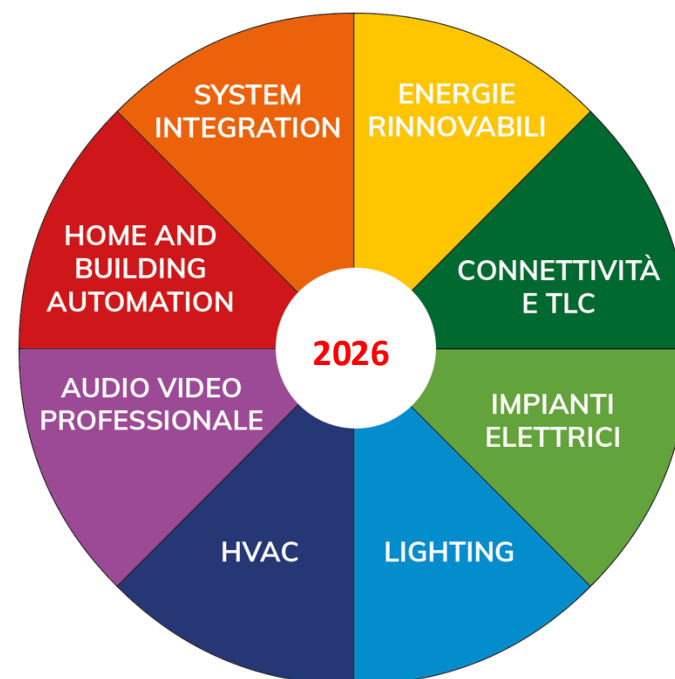 SYSTEM
INTEGRATION
ENERGIE
RINNOVABILI
HOME AND
BUILDING
AUTOMATION
CONNETTIVITÀ
E TLC
2026
AUDIO VIDEO
PROFESSIONALE
IMPIANTI
ELETTRICI
HVAC
LIGHTING